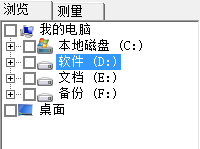 浏览 测量
我的电脑
本地磁盘 (C:)
软件 (D:)
文档 (E:)
备份 (F:)
桌面